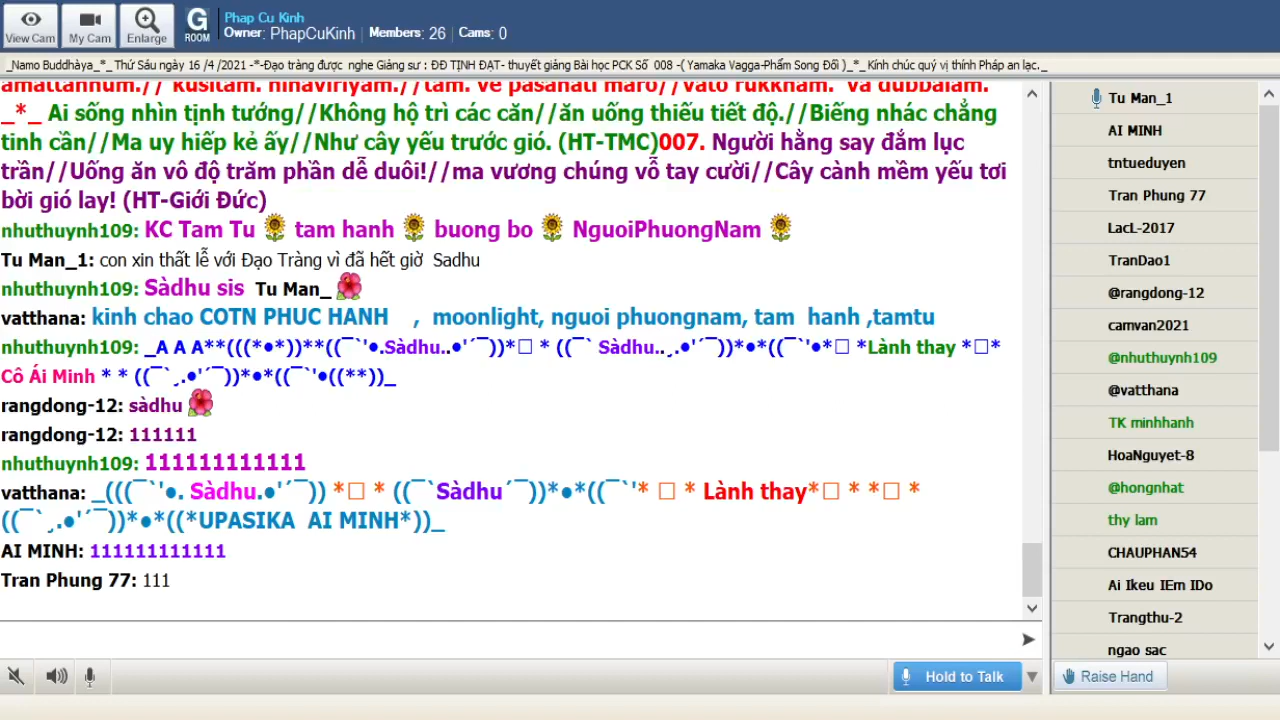 View Cam
My Cam
Enlarge
G ROOM
Phap Cu Kinh
Owner: PhapCuKinh | Members: 26 | Cams: 0
_Namo Buddhàya_*_ Thứ Sáu ngày 16 /4 /2021 -*-Đạo tràng được nghe Giảng sư : ĐĐ TỊNH ĐẠT- thuyết giảng Bài học PCK Số 008 -( Yamaka Vagga-Phẩm Song Đối )_*_ Kính chúc quý vị thính Pháp an lạc._
_*_ Ai sống nhìn tịnh tướng//Không hộ trì các căn//ăn uống thiếu tiết độ.//Biếng nhác chẳng
tinh cần//Ma uy hiếp kẻ ấy//Như cây yếu trước gió. (HT-TMC)007. Người hằng say đắm lục
trần//Uống ăn vô độ trăm phần dễ duôi!//ma vương chúng vỗ tay cười//Cây cành mềm yếu tơi
bời gió lay! (HT-Giới Đức)
nhuthuynh109: KC Tam Tu 🌻 tam hanh 🌻 buong bo 🌻 NguoiPhuongNam 🌻
Tu Man_1: con xin thất lễ với Đạo Tràng vì đã hết giờ Sadhu
nhuthuynh109: Sàdhu sis Tu Man_ 🌺
vatthana: kinh chao COTN PHUC HANH , moonlight, nguoi phuongnam, tam hanh ,tamtu
nhuthuynh109: _A A A**(((*•*))**((¯`'•.Sàdhu..•'´¯))*□ * ((¯` Sàdhu..¸.•'´¯))*•*((¯`'•*□ *Lành thay *□*
Cô Ái Minh * * ((¯`¸.•'´¯))*•*((¯`'•((**))_
rangdong-12: sàdhu 🌺
rangdong-12: 111111
nhuthuynh109: 111111111111
vatthana: _(((¯`'•. Sàdhu.•'´¯)) *□ * ((¯`Sàdhu´¯))*•*((¯`'* □ * Lành thay*□ * *□ *
((¯`¸.•'´¯))*•*((*UPASIKA AI MINH*))_
AI MINH: 111111111111
Tran Phung 77: 111
Hold to Talk
Tu Man_1
AI MINH
tntueduyen
Tran Phung 77
LacL-2017
TranDao1
@rangdong-12
camvan2021
@nhuthuynh109
@vatthana
TK minhhanh
HoaNguyet-8
@hongnhat
thy lam
CHAUPHAN54
Ai Ikeu IEm IDo
Trangthu-2
ngao sac
Raise Hand